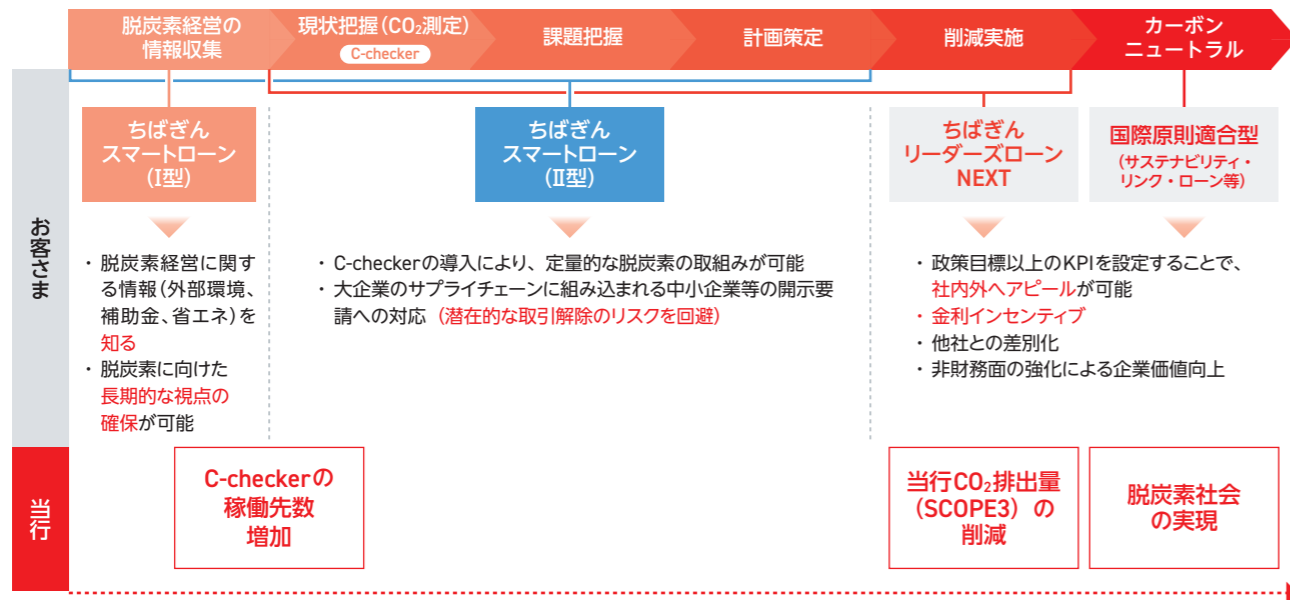 脱炭素経営の
情報収集
現状把握（CO₂測定）
C-checker
課題把握
計画策定
削減実施
カーボン
ニュートラル
お客さま
ちばぎん
スマートローン
（Ⅰ型）
ちばぎん
スマートローン
（Ⅱ型）
ちばぎん
リーダーズローン
NEXT
国際原則適合型
（サステナビリティ・
リンク・ローン等）
・脱炭素経営に関す
る情報（外部環境、
補助金、省エネ）を
知る
・脱炭素に向けた
長期的な視点の
確保が可能
・C-checkerの導入により、定量的な脱炭素の取組みが可能
・大企業のサプライチェーンに組み込まれる中小企業等の開示要
請への対応（潜在的な取引解除のリスクを回避）
・政策目標以上のKPIを設定することで、
社内外へアピールが可能
・金利インセンティブ
・他社との差別化
・非財務面の強化による企業価値向上
当行
C-checkerの
稼働先数
増加
当行CO₂排出量
（SCOPE3）の
削減
脱炭素社会
の実現